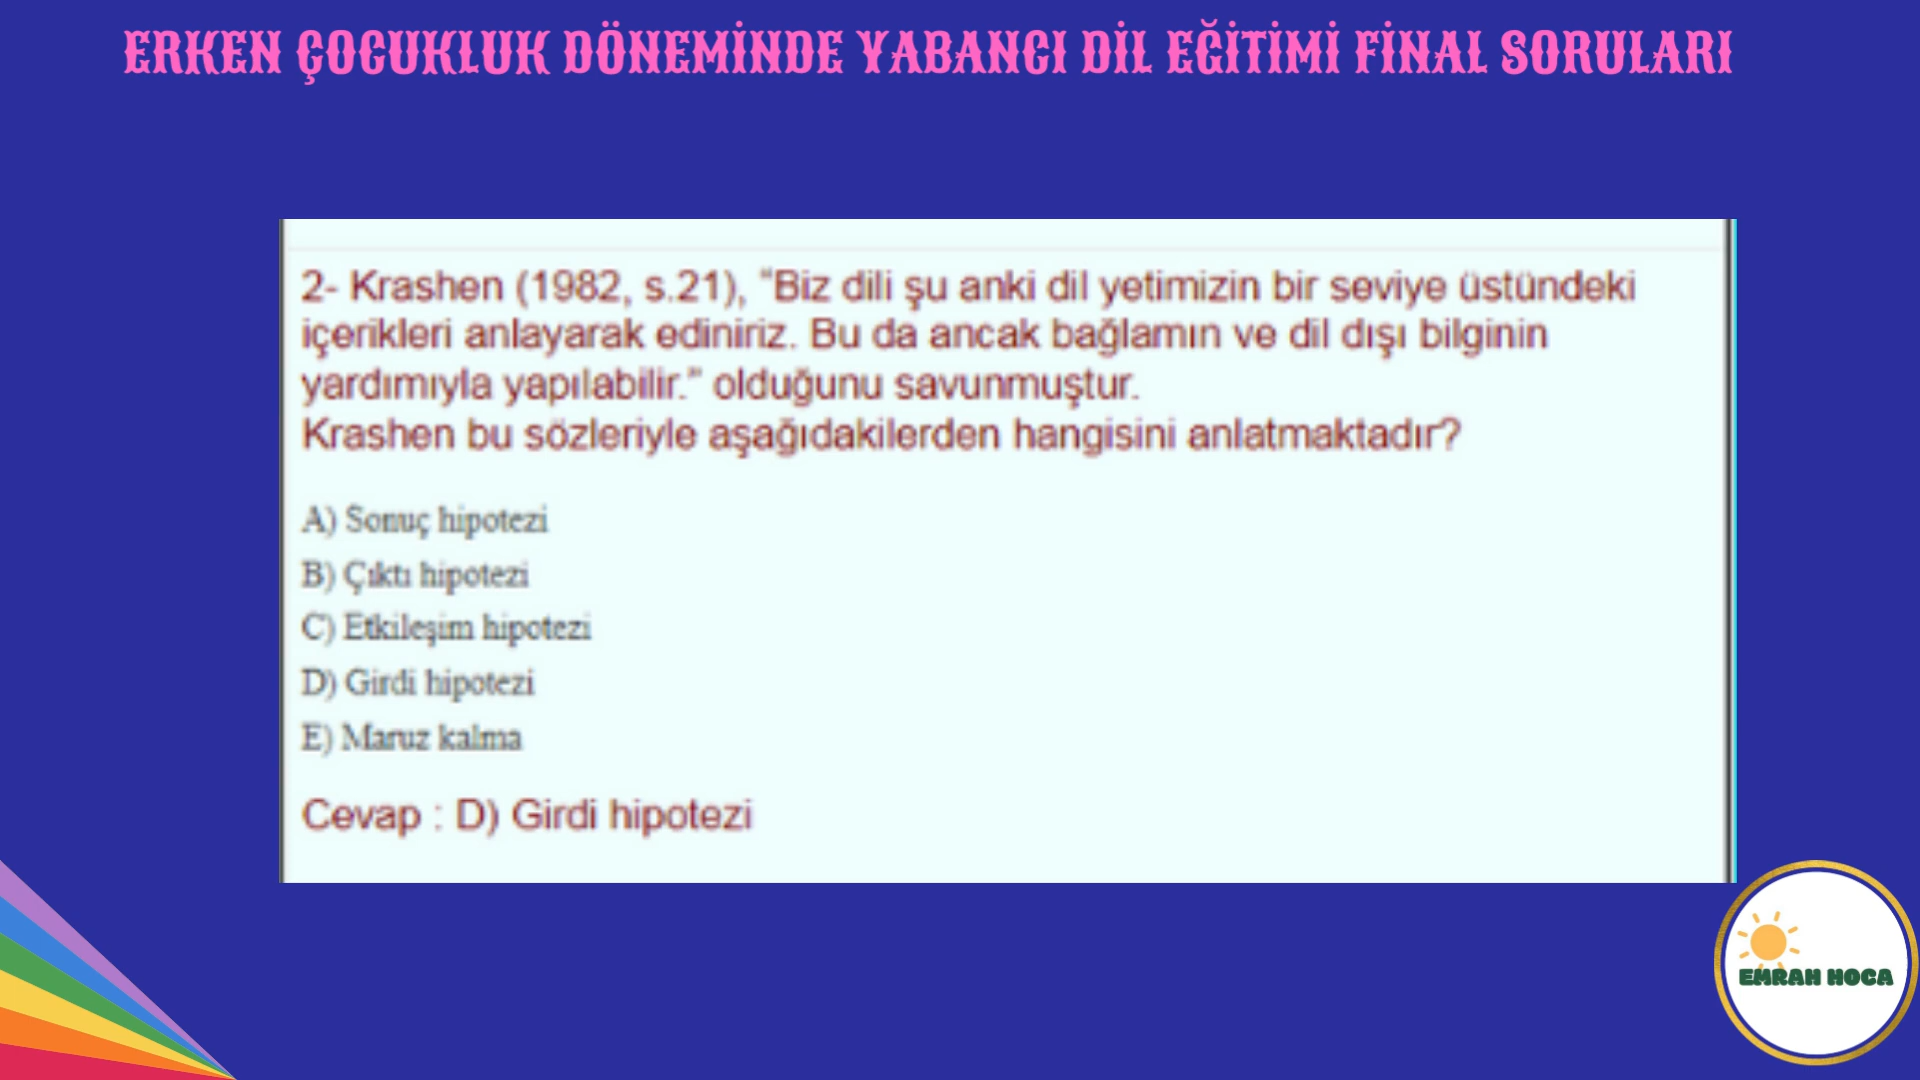 ERKEN ÇOCUKLUK DÖNEMİNDE YABANCI DİL EĞİTİMİ FİNAL SORULARI
2- Krashen (1982, s.21), "Biz dili şu anki dil yetimizin bir seviye üstündeki
içerikleri anlayarak ediniriz. Bu da ancak bağlamın ve dil dışı bilginin
yardımıyla yapılabilir." olduğunu savunmuştur.
Krashen bu sözleriyle aşağıdakilerden hangisini anlatmaktadır?
A) Sonuç hipotezi
B) Çıktı hipotezi
C) Etkileşim hipotezi
D) Girdi hipotezi
E) Maruz kalma
Cevap : D) Girdi hipotezi
EMRAH HOCA